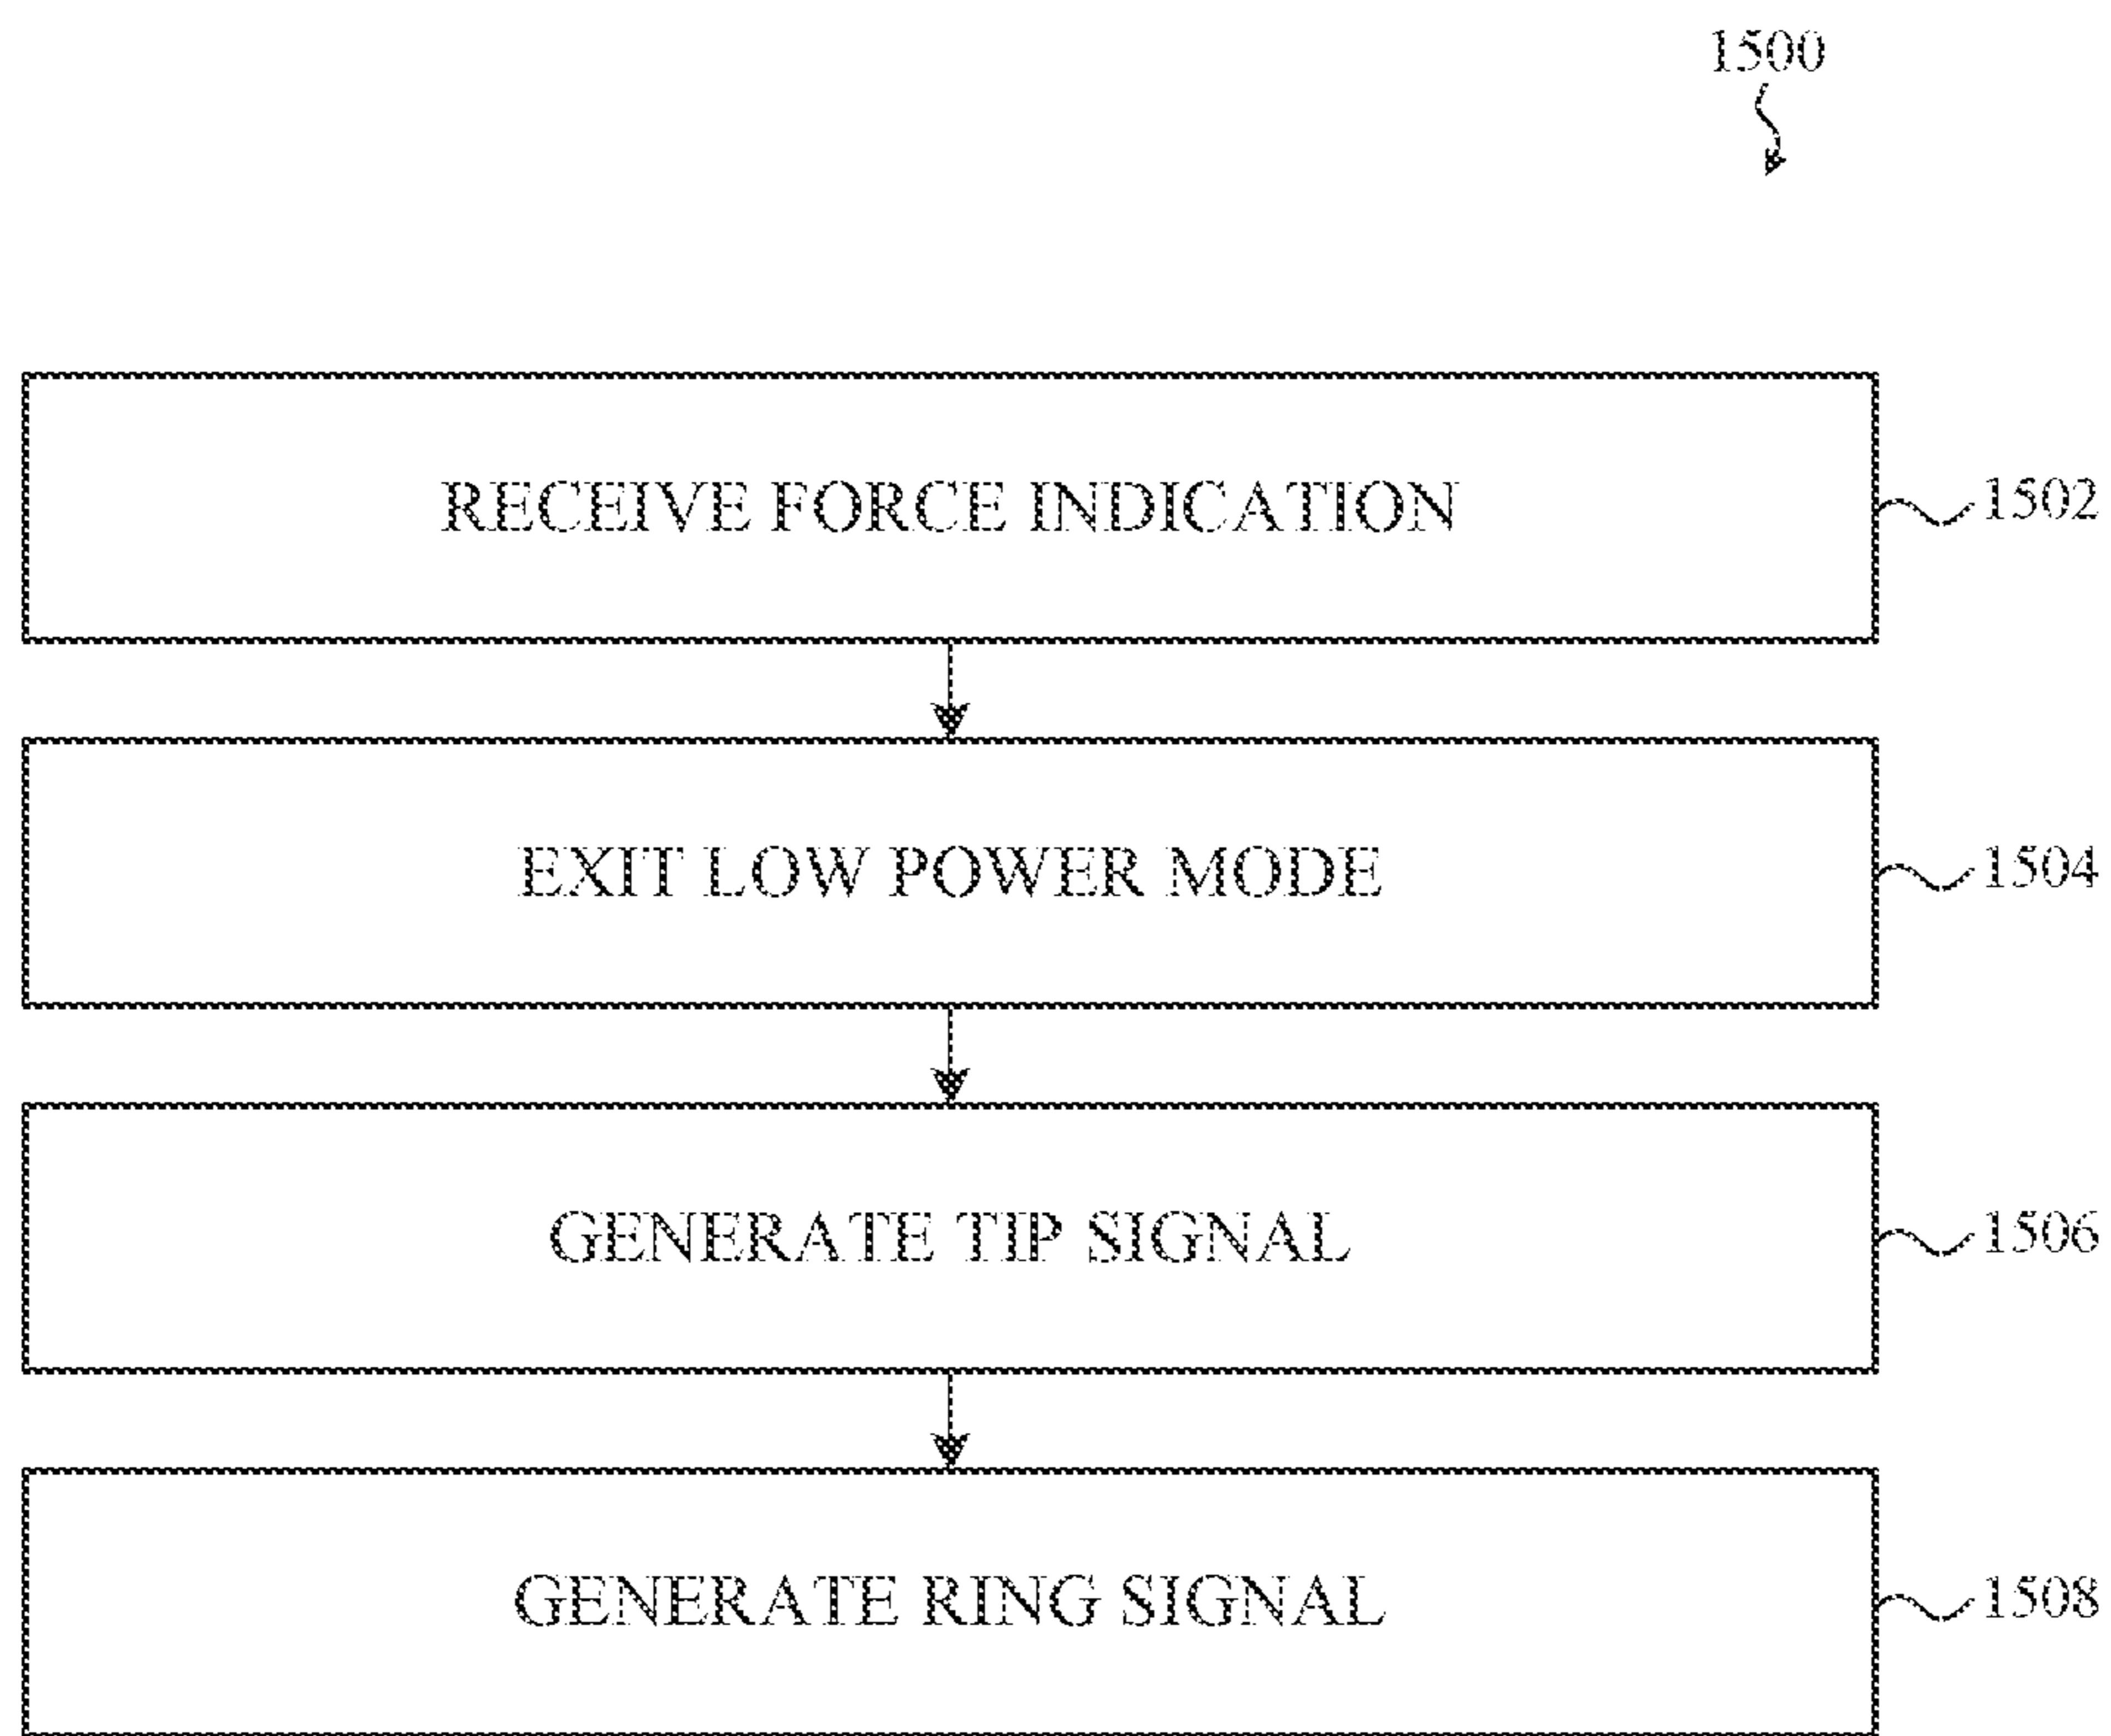 1500
RECEIVE FORCE INDICATION
1502
EXIT LOW POWER MODE
1504
GENERATE TIP SIGNAL
1506
GENERATE RING SIGNAL
1508